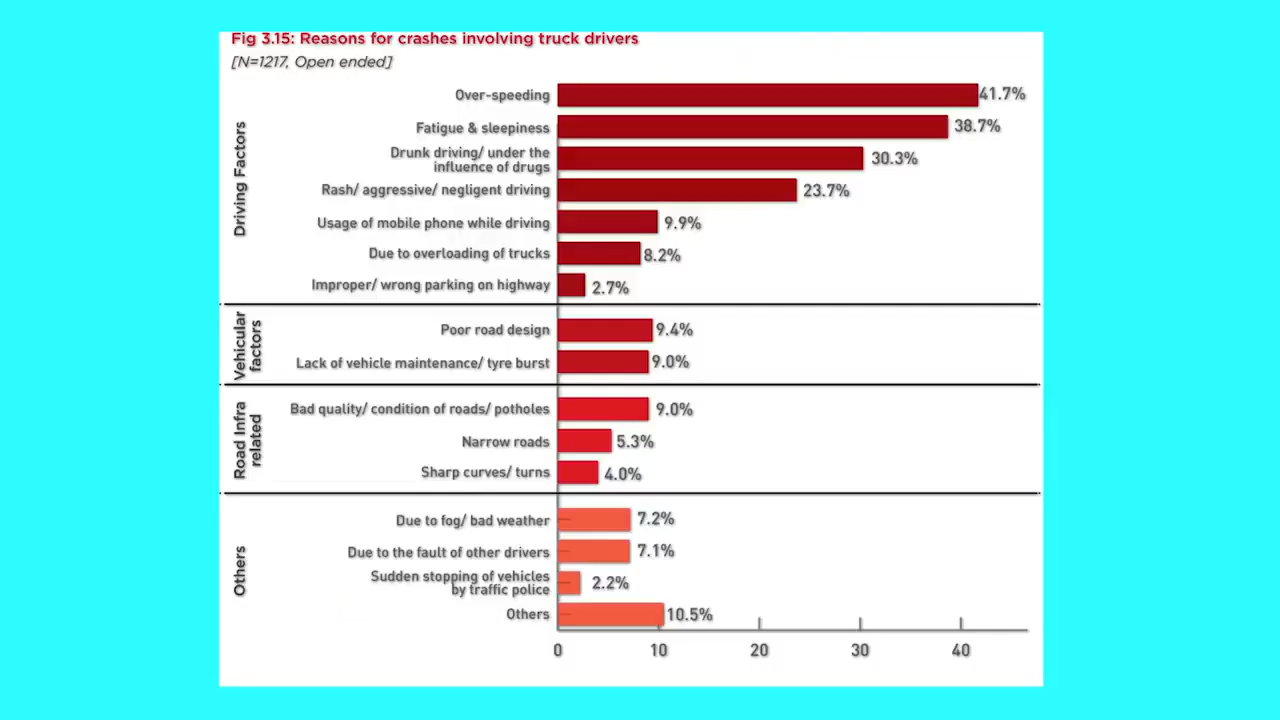 Fig 3.15: Reasons for crashes involving truck drivers
[N=1217, Open ended]
Driving Factors
Over-speeding 41.7%
Fatigue & sleepiness 38.7%
Drunk driving/ under the
influence of drugs 30.3%
Rash/ aggressive/ negligent driving 23.7%
Usage of mobile phone while driving 9.9%
Due to overloading of trucks 8.2%
Improper/ wrong parking on highway 2.7%
Vehicular
factors
Poor road design 9.4%
Lack of vehicle maintenance/ tyre burst 9.0%
Road Infra
related
Bad quality/ condition of roads/ potholes 9.0%
Narrow roads 5.3%
Sharp curves/ turns 4.0%
Others
Due to fog/ bad weather 7.2%
Due to the fault of other drivers 7.1%
Sudden stopping of vehicles
by traffic police 2.2%
Others 10.5%
0 10 20 30 40